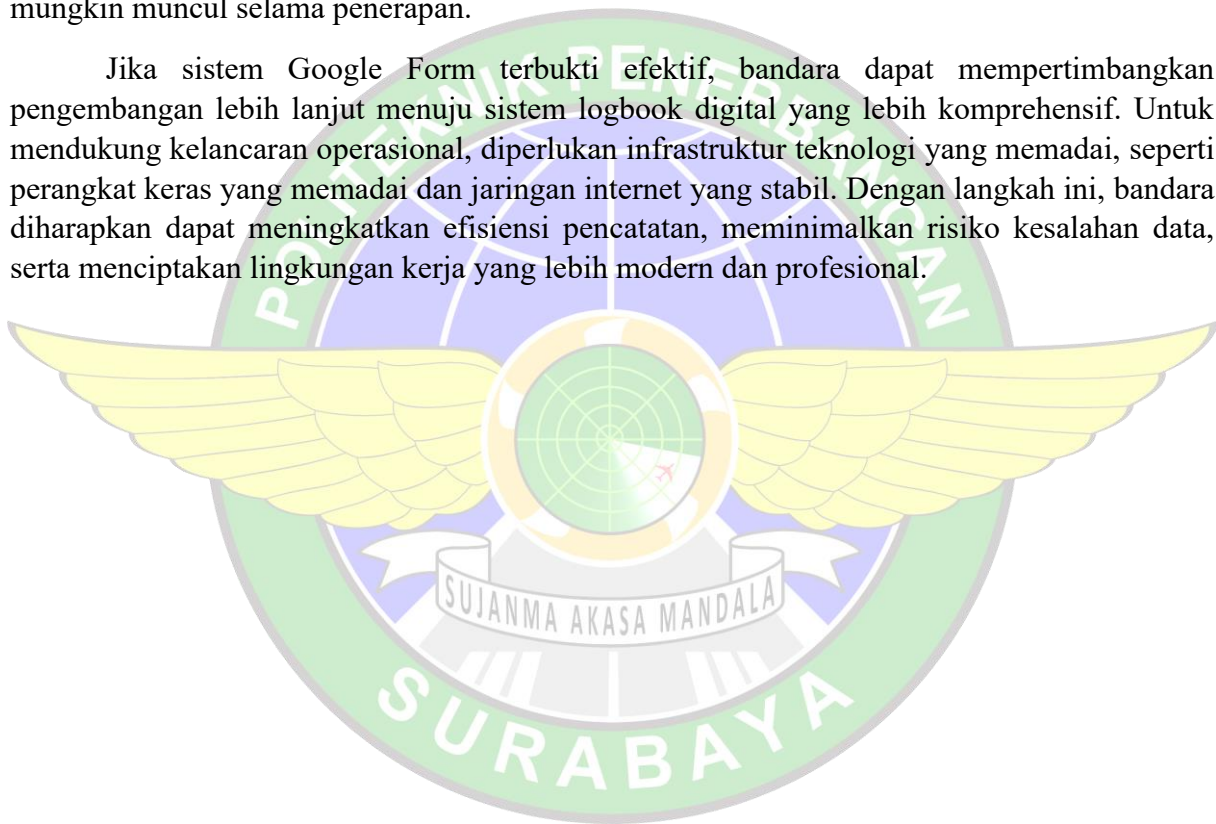 mungkin muncul selama penerapan.
Jika sistem Google Form terbukti efektif, bandara dapat mempertimbangkan
pengembangan lebih lanjut menuju sistem logbook digital yang lebih komprehensif. Untuk
mendukung kelancaran operasional, diperlukan infrastruktur teknologi yang memadai, seperti
perangkat keras yang memadai dan jaringan internet yang stabil. Dengan langkah ini, bandara
diharapkan dapat meningkatkan efisiensi pencatatan, meminimalkan risiko kesalahan data,
serta menciptakan lingkungan kerja yang lebih modern dan profesional.
POLITEKNIK PENERBANGAN
SUJANMA AKASA MANDALA
SURABAYA